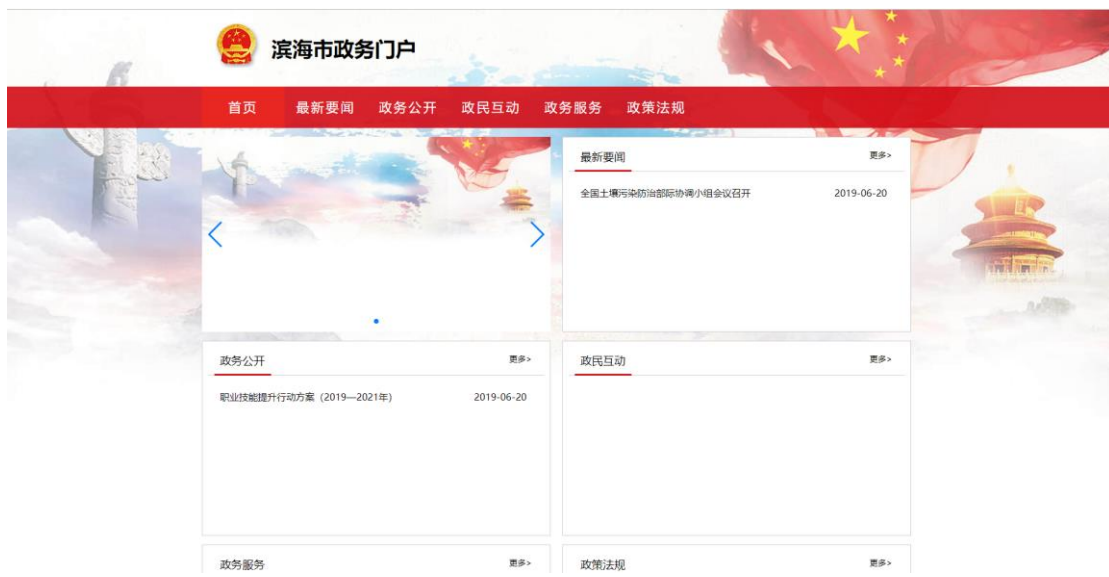 滨海市政务门户
首页 最新要闻 政务公开 政民互动 政务服务 政策法规
最新要闻 更多>
全国土壤污染防治部际协调小组会议召开 2019-06-20
政务公开 更多>
职业技能提升行动方案（2019—2021年） 2019-06-20
政民互动 更多>
政务服务 更多>
政策法规 更多>